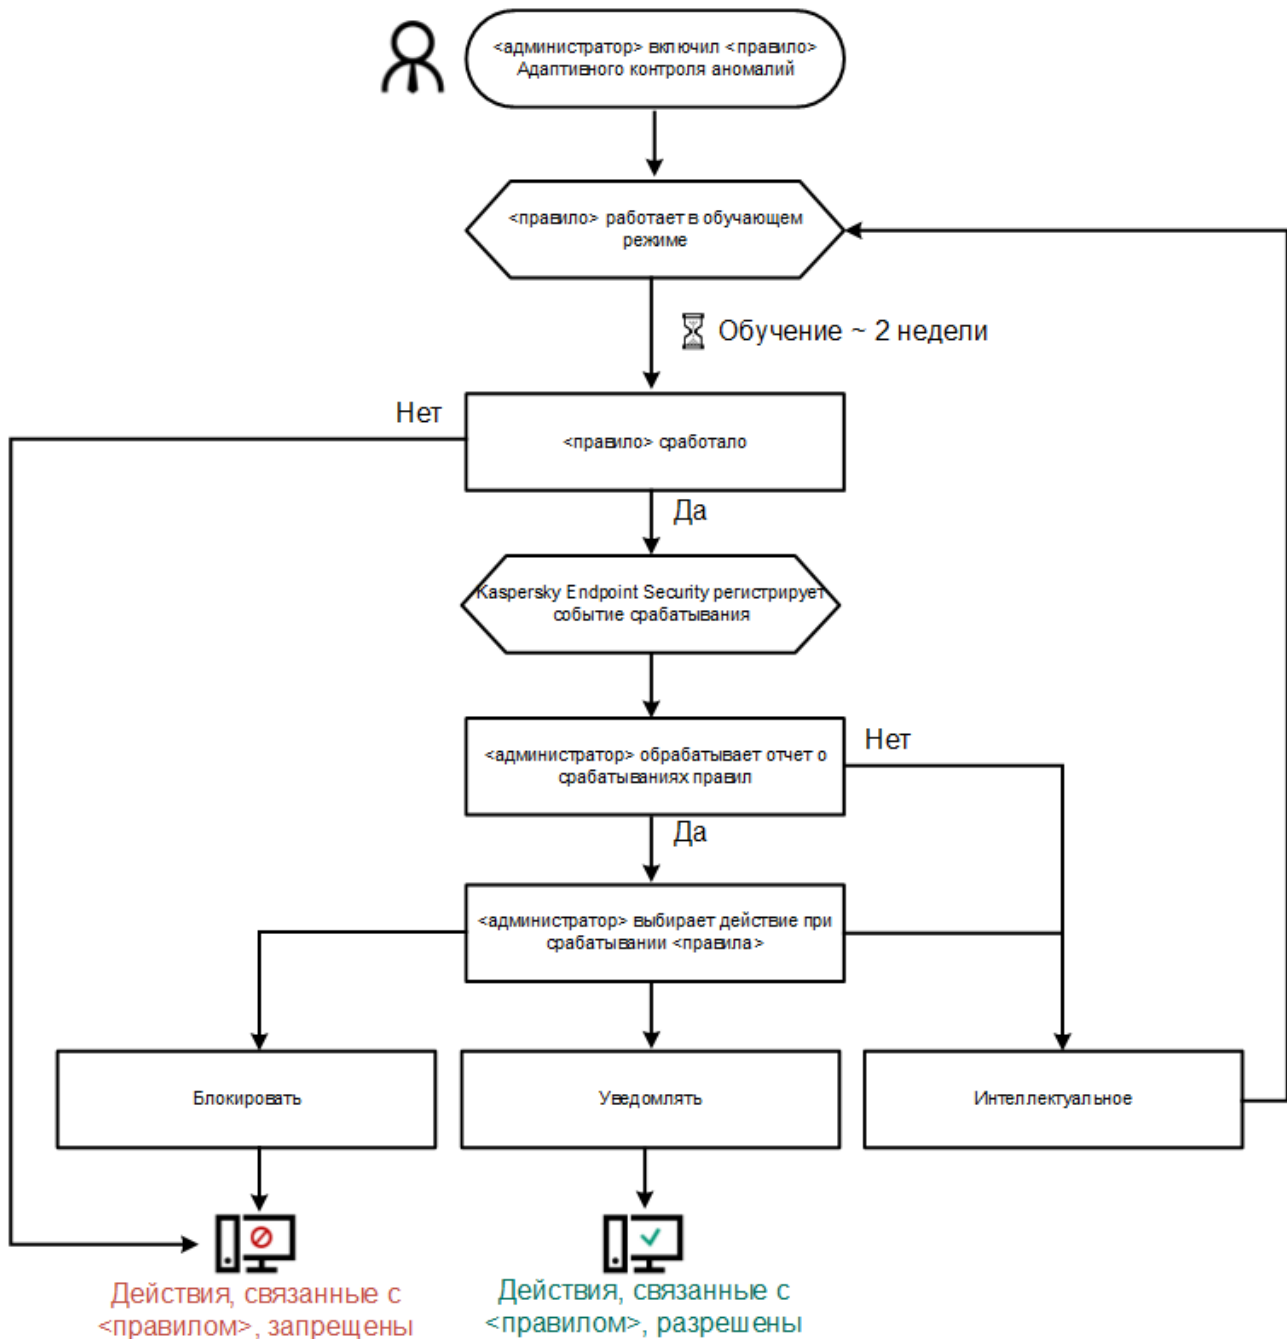 <администратор> включил <правило>
Адаптивного контроля аномалий
<правило> работает в обучающем
режиме
Обучение ~ 2 недели
Нет
<правило> сработало
Да
Kaspersky Endpoint Security регистрирует
событие срабатывания
<администратор> обрабатывает отчет о
срабатываниях правил
Нет
Да
<администратор> выбирает действие при
срабатывании <правила>
Блокировать
Уведомлять
Интеллектуальное
Действия, связанные с
<правилом>, запрещены
Действия, связанные с
<правилом>, разрешены